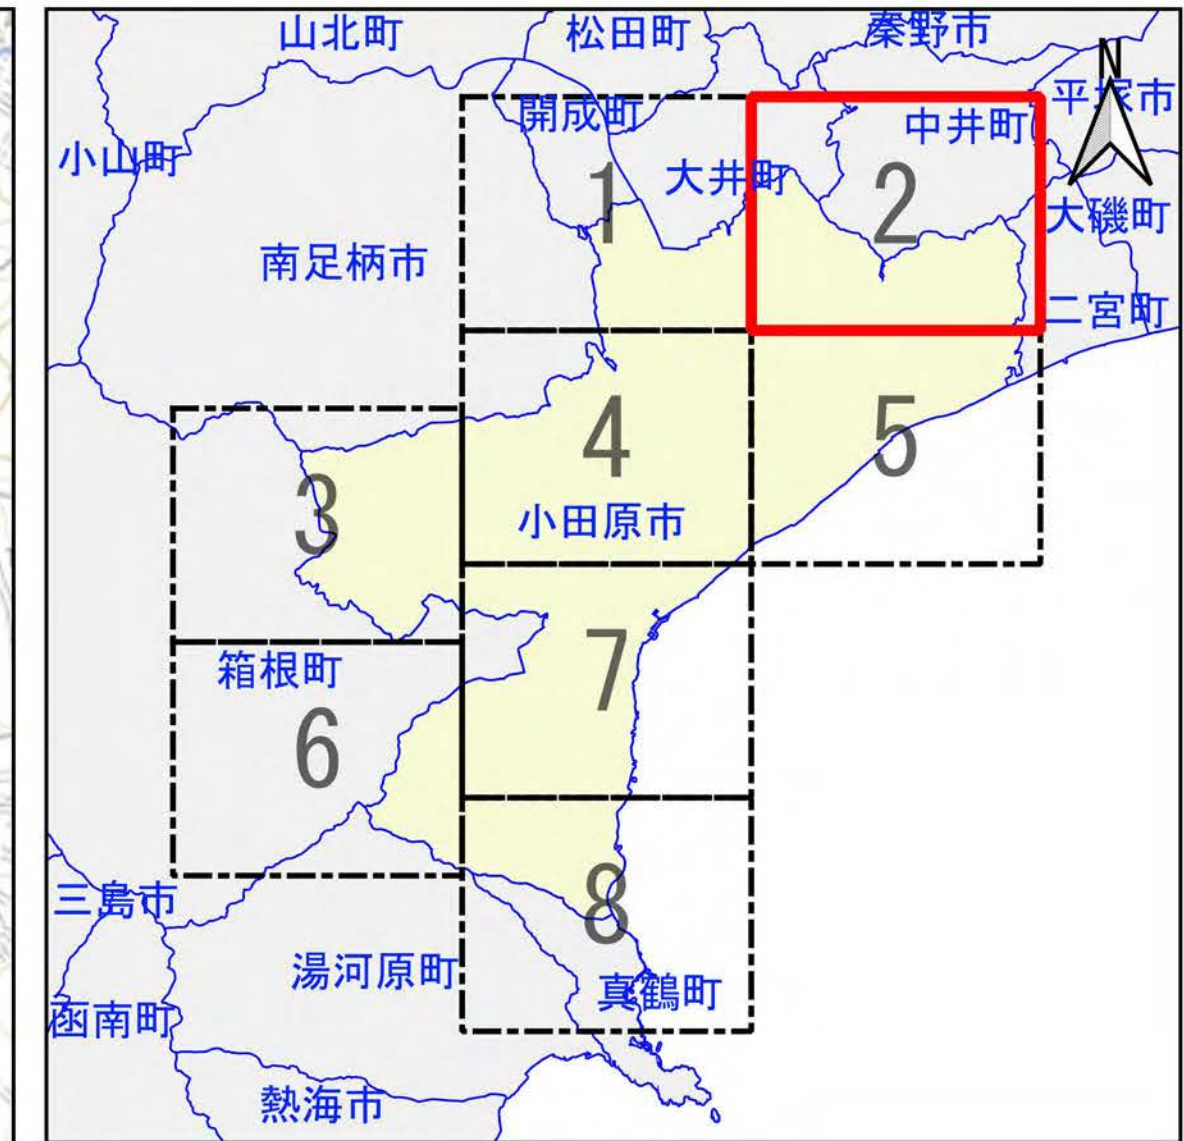 山北町
松田町
秦野市
N
平塚市
開成町
中井町
小山町
大井町
1
2
大磯町
南足柄市
二宮町
4
5
3
小田原市
箱根町
7
6
三島市
8
湯河原町
真鶴町
函南町
熱海市